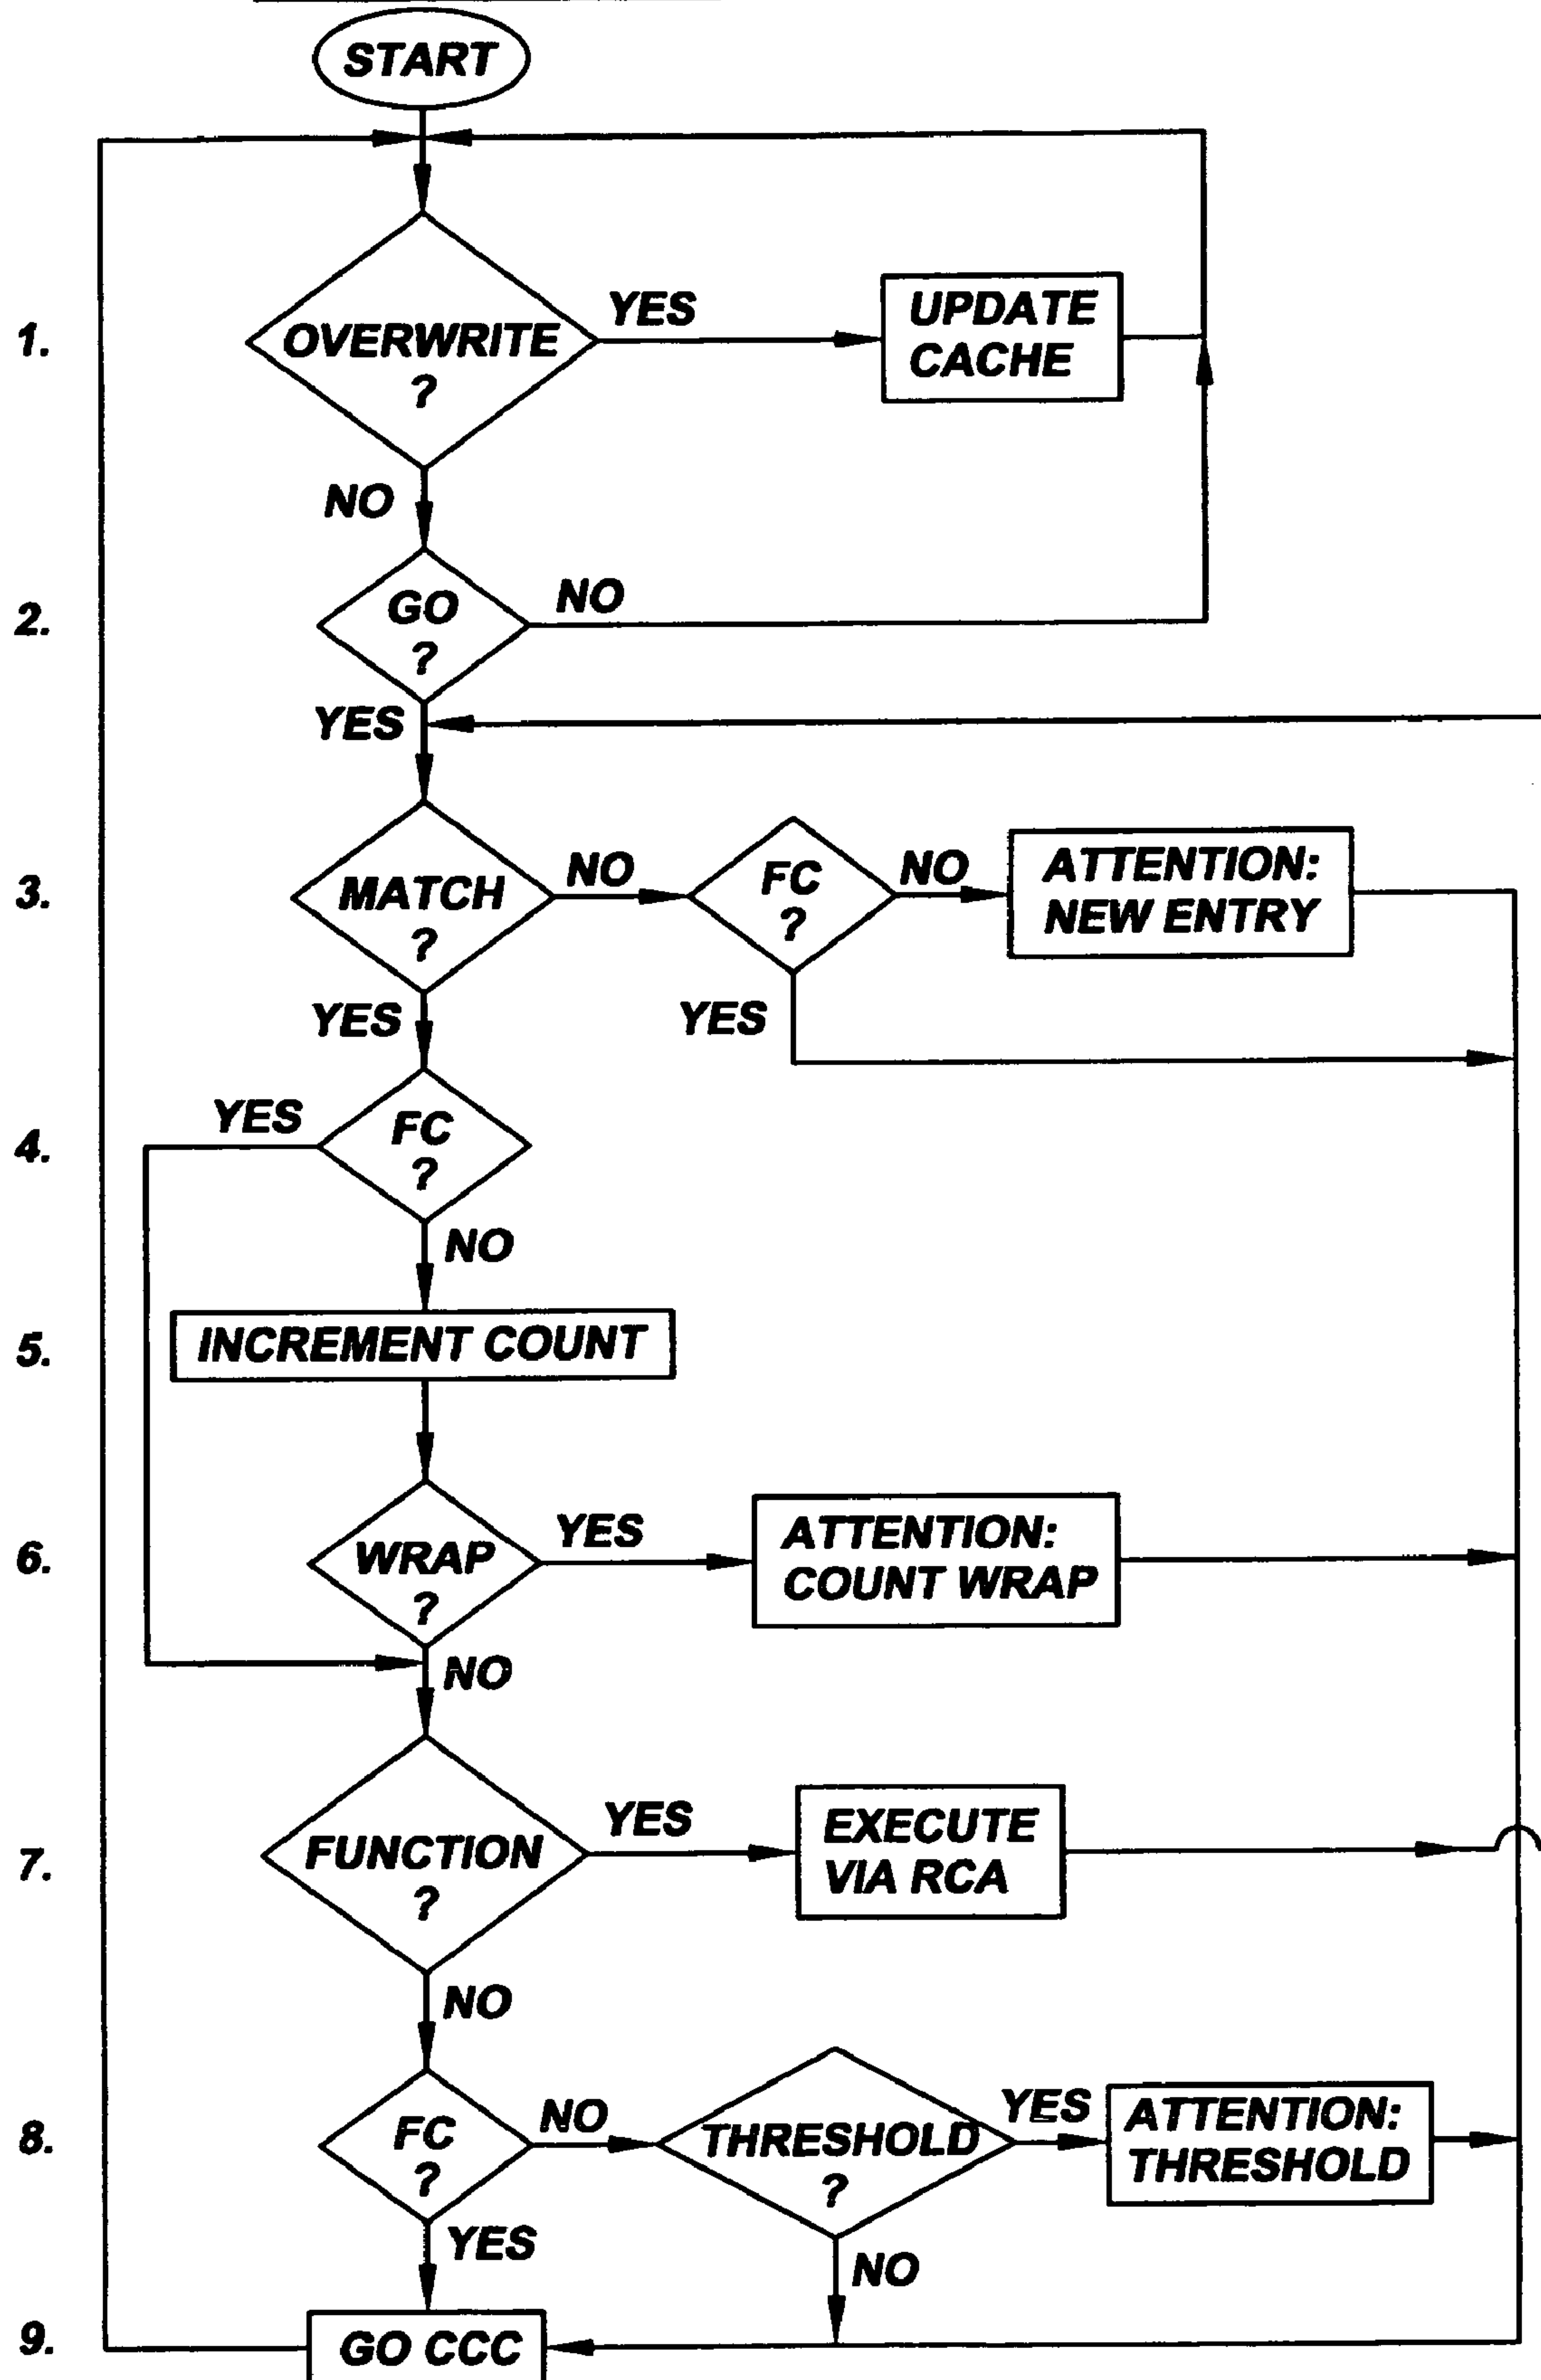 START
1.
OVERWRITE
?
YES
UPDATE
CACHE
NO
2.
GO
?
NO
YES
3.
MATCH
?
NO
FC
?
NO
ATTENTION:
NEW ENTRY
YES
YES
4.
YES
FC
?
NO
5.
INCREMENT COUNT
6.
WRAP
?
YES
ATTENTION:
COUNT WRAP
NO
7.
FUNCTION
?
YES
EXECUTE
VIA RCA
NO
8.
FC
?
NO
THRESHOLD
?
YES
ATTENTION:
THRESHOLD
YES
NO
9.
GO CCC